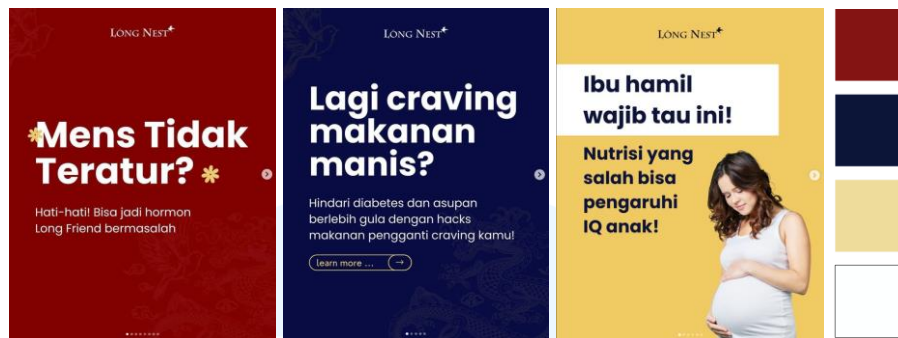 LONG NEST
Mens Tidak
Teratur?
Hati-hati! Bisa jadi hormon
Long Friend bermasalah
LONG NEST
Lagi craving
makanan
manis?
Hindari diabetes dan asupan
berlebih gula dengan hacks
makanan pengganti craving kamu!
learn more ...
LONG NEST
Ibu hamil
wajib tau ini!
Nutrisi yang
salah bisa
pengaruhi
IQ anak!